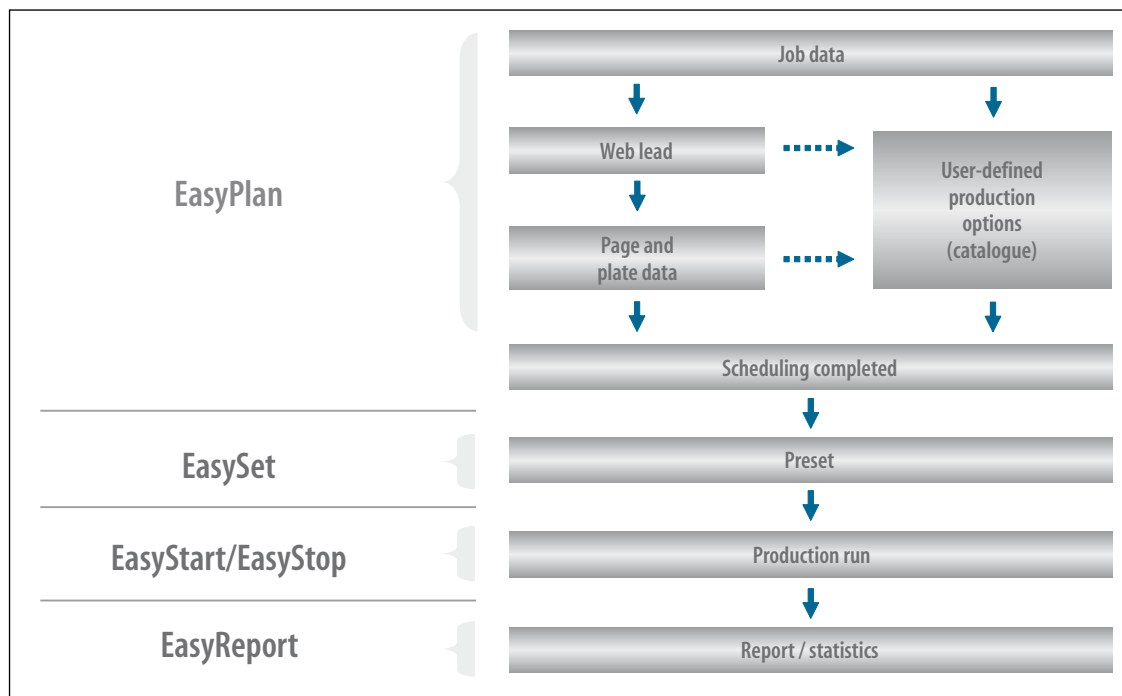 Job data
Web lead
User-defined
production
options
(catalogue)
EasyPlan
Page and
plate data
Scheduling completed
EasySet
Preset
EasyStart/EasyStop
Production run
EasyReport
Report / statistics